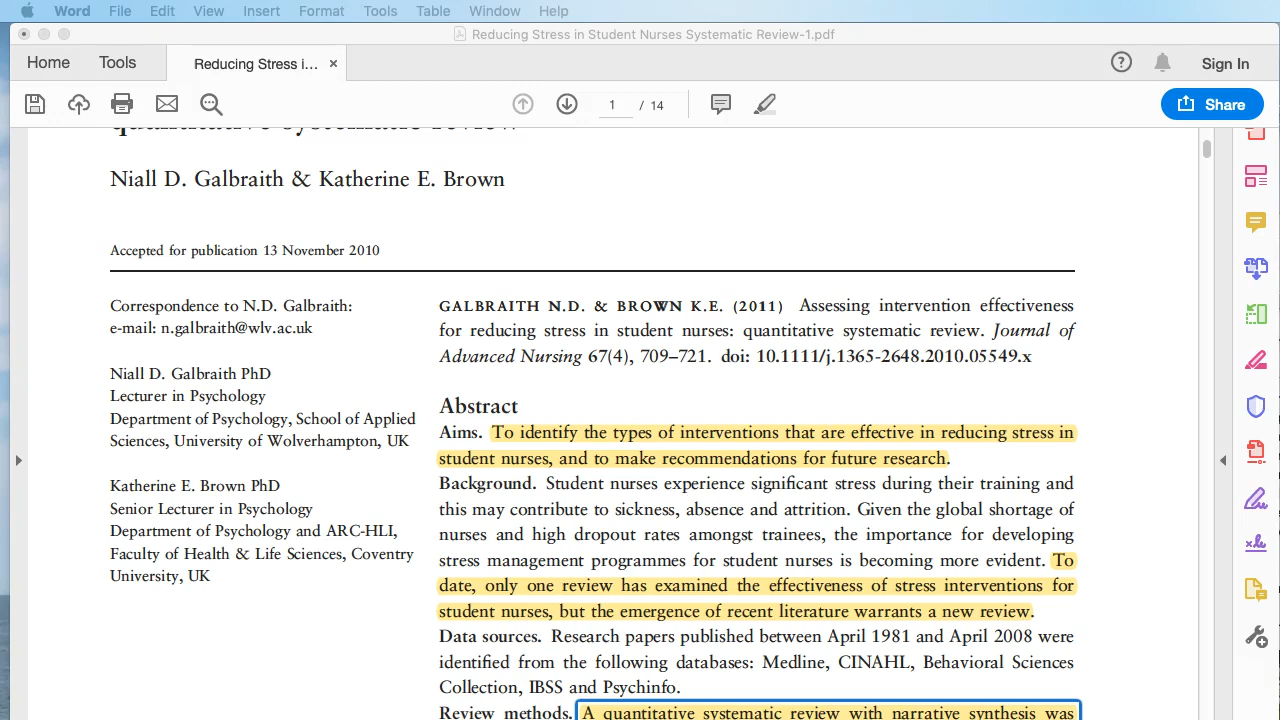 Word File Edit View Insert Format Tools Table Window Help
Reducing Stress in Student Nurses Systematic Review-1.pdf
Home Tools Reducing Stress i... × ? Sign In
1 / 14 Share
quantitative systematic review
Niall D. Galbraith & Katherine E. Brown
Accepted for publication 13 November 2010
Correspondence to N.D. Galbraith:
e-mail: n.galbraith@wlv.ac.uk
Niall D. Galbraith PhD
Lecturer in Psychology
Department of Psychology, School of Applied
Sciences, University of Wolverhampton, UK
Katherine E. Brown PhD
Senior Lecturer in Psychology
Department of Psychology and ARC-HLI,
Faculty of Health & Life Sciences, Coventry
University, UK
GALBRAITH N.D. & BROWN K.E. (2011) Assessing intervention effectiveness
for reducing stress in student nurses: quantitative systematic review. Journal of
Advanced Nursing 67(4), 709–721. doi: 10.1111/j.1365-2648.2010.05549.x
Abstract
Aims. To identify the types of interventions that are effective in reducing stress in
student nurses, and to make recommendations for future research.
Background. Student nurses experience significant stress during their training and
this may contribute to sickness, absence and attrition. Given the global shortage of
nurses and high dropout rates amongst trainees, the importance for developing
stress management programmes for student nurses is becoming more evident. To
date, only one review has examined the effectiveness of stress interventions for
student nurses, but the emergence of recent literature warrants a new review.
Data sources. Research papers published between April 1981 and April 2008 were
identified from the following databases: Medline, CINAHL, Behavioral Sciences
Collection, IBSS and Psychinfo.
Review methods. A quantitative systematic review with narrative synthesis was